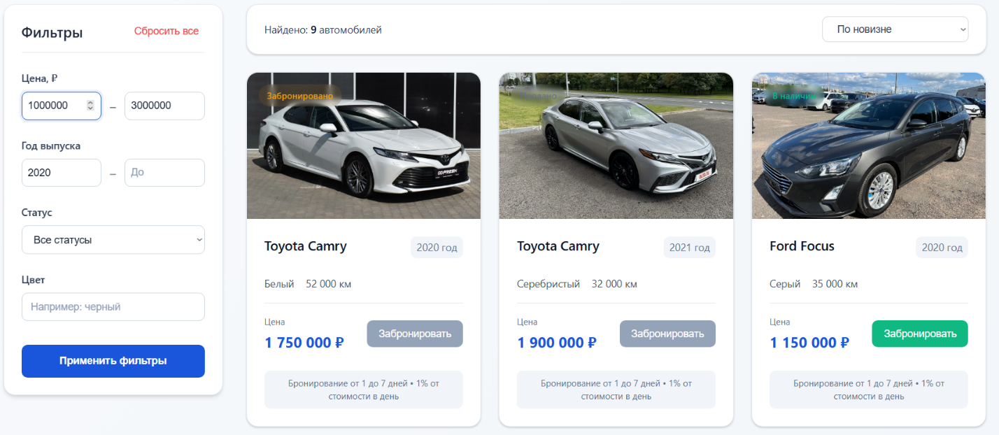 Фильтры
Сбросить все
Цена, ₽
1000000
–
3000000
Год выпуска
2020
–
До
Статус
Все статусы
Цвет
Например: черный
Применить фильтры
Найдено: 9 автомобилей
По новизне
Забронировано
Toyota Camry
2020 год
Белый 52 000 км
Цена
1 750 000 ₽
Забронировать
Бронирование от 1 до 7 дней • 1% от
стоимости в день
Toyota Camry
2021 год
Серебристый 32 000 км
Цена
1 900 000 ₽
Забронировать
Бронирование от 1 до 7 дней • 1% от
стоимости в день
В наличии
Ford Focus
2020 год
Серый 35 000 км
Цена
1 150 000 ₽
Забронировать
Бронирование от 1 до 7 дней • 1% от
стоимости в день